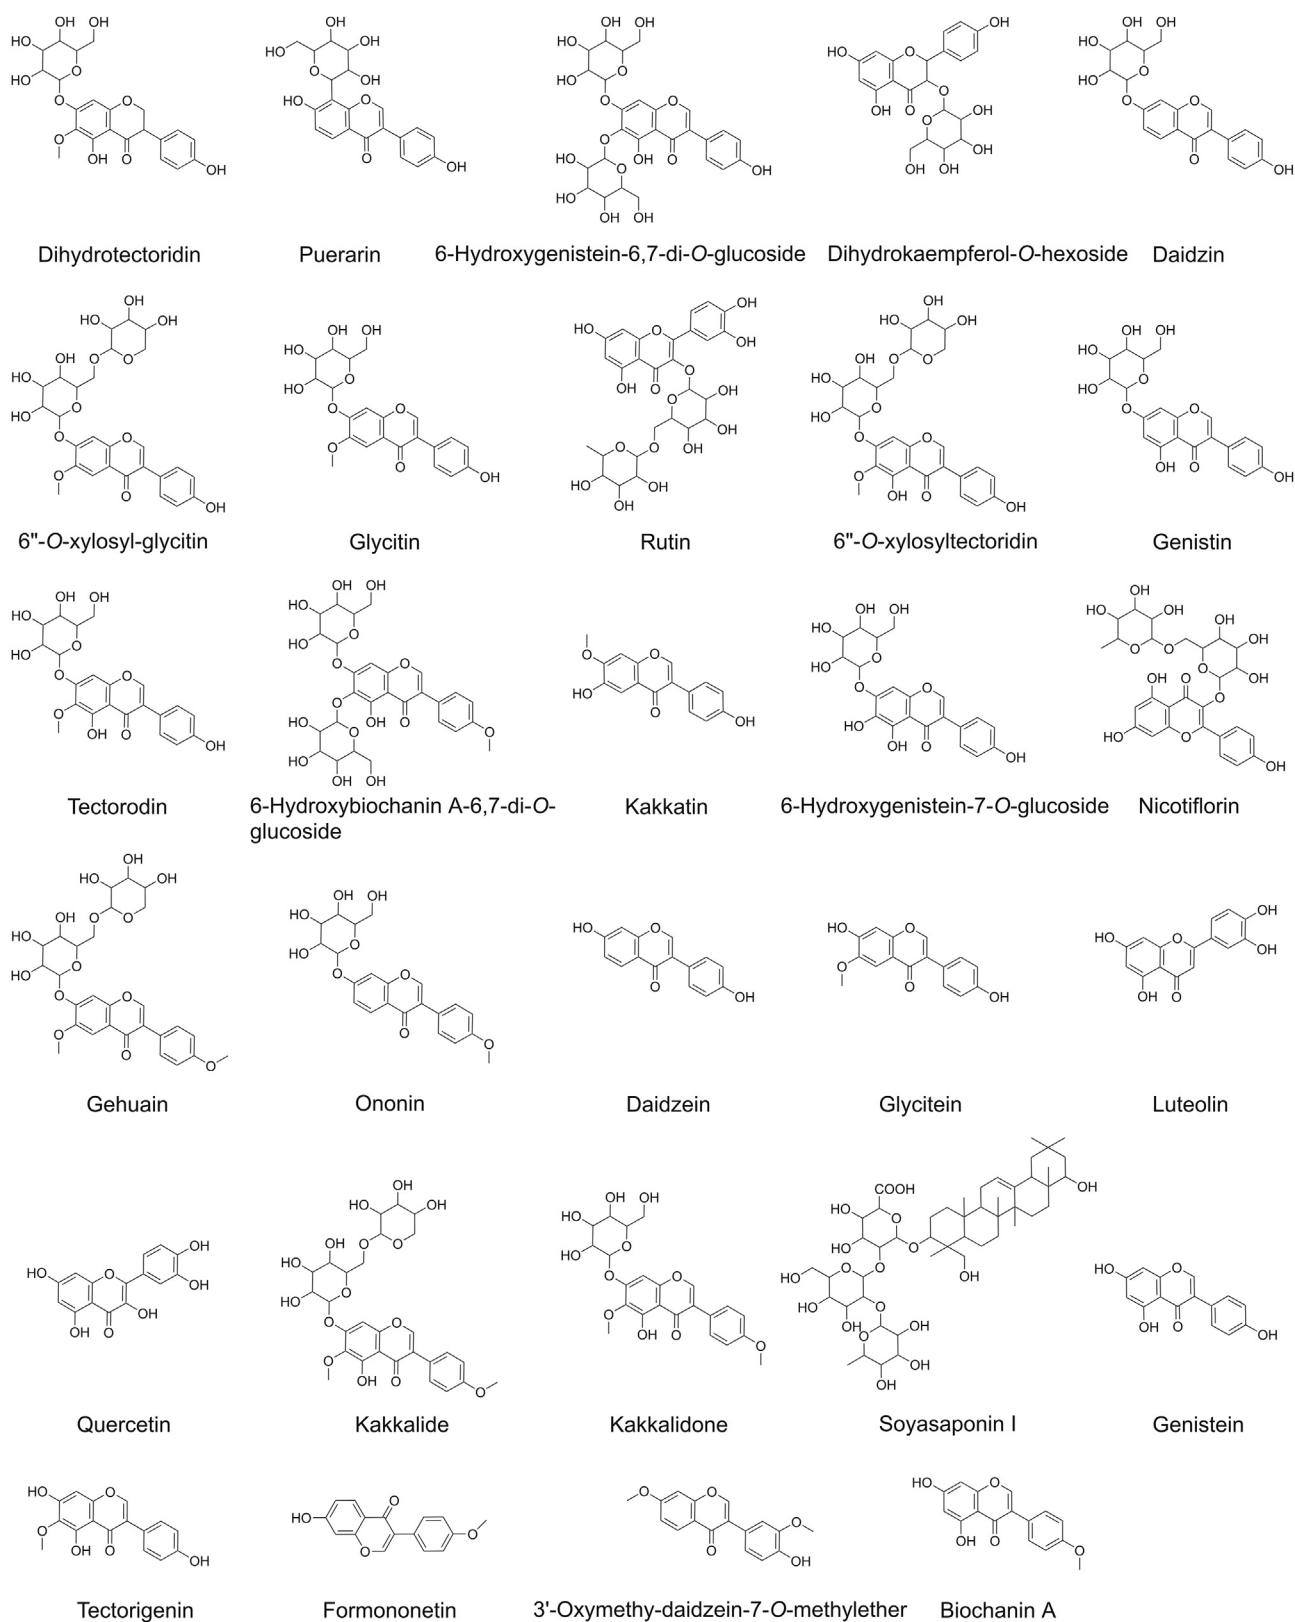 Dihydrotectoridin
Puerarin
6-Hydroxygenistein-6,7-di-O-glucoside
Dihydrokaempferol-O-hexoside
Daidzin
6"-O-xylosyl-glycitin
Glycitin
Rutin
6"-O-xylosyltectoridin
Genistin
Tectorodin
6-Hydroxybiochanin A-6,7-di-O-
glucoside
Kakkatin
6-Hydroxygenistein-7-O-glucoside
Nicotiflorin
Gehuain
Ononin
Daidzein
Glycitein
Luteolin
COOH
Quercetin
Kakkalide
Kakkalidone
Soyasaponin I
Genistein
Tectorigenin
Formononetin
3'-Oxymethy-daidzein-7-O-methylether
Biochanin A